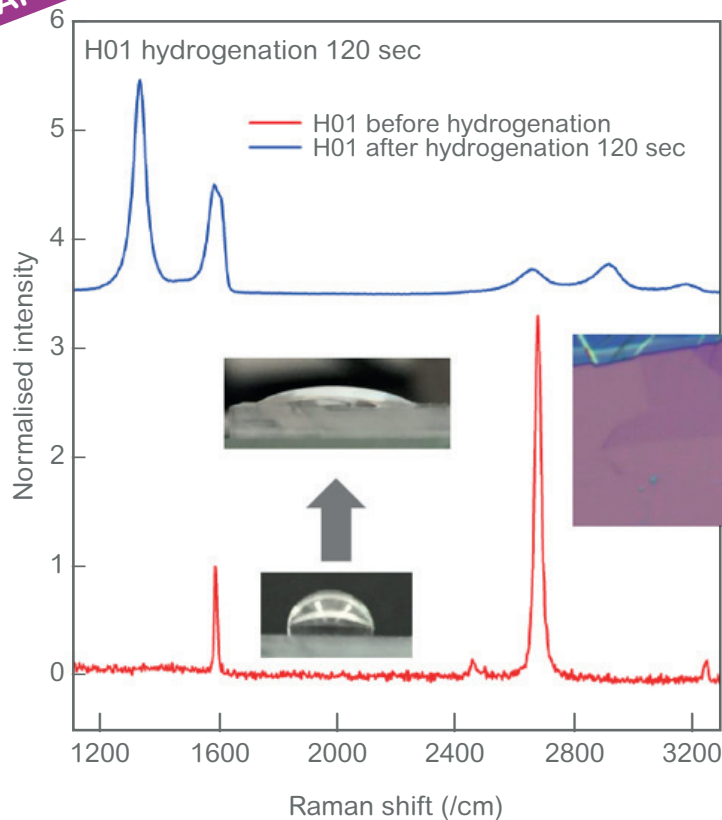 H01 hydrogenation 120 sec
H01 before hydrogenation
H01 after hydrogenation 120 sec
Normalised intensity
6
5
4
3
2
1
0
1200 1600 2000 2400 2800 3200
Raman shift (/cm)